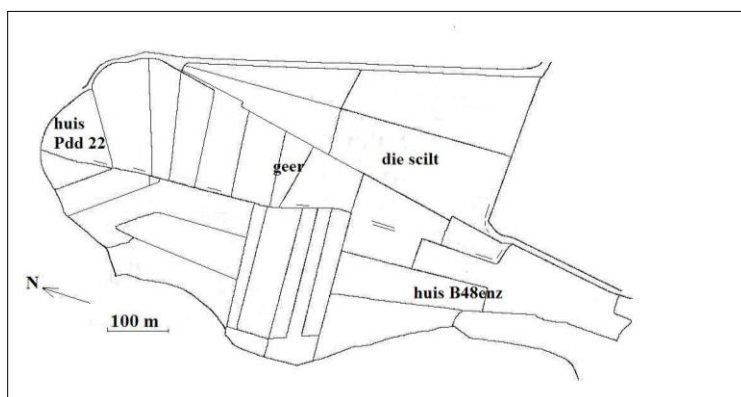 huis
Pdd 22
geer
die scilt
N
huis B48enz
100 m